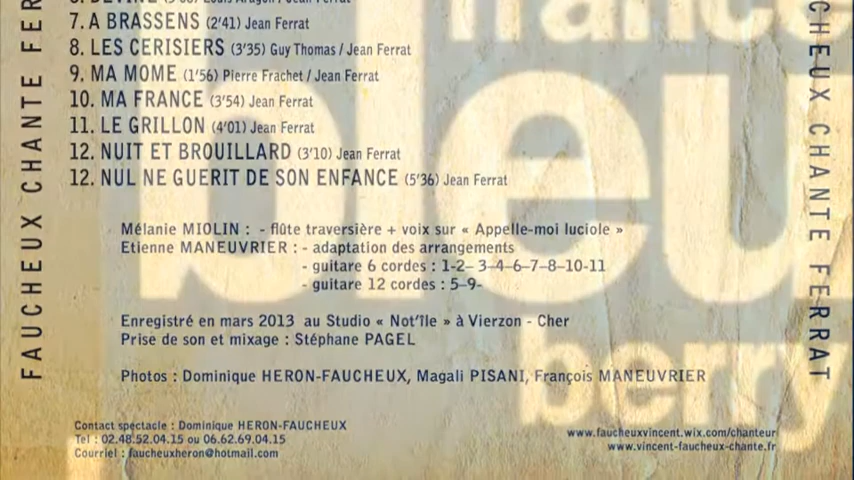 7. A BRASSENS (2'41) Jean Ferrat
8. LES CERISIERS (3'35) Guy Thomas / Jean Ferrat
9. MA MOME (1'56) Pierre Frachet / Jean Ferrat
10. MA FRANCE (3'54) Jean Ferrat
11. LE GRILLON (4'01) Jean Ferrat
12. NUIT ET BROUILLARD (3'10) Jean Ferrat
12. NUL NE GUERIT DE SON ENFANCE (5'36) Jean Ferrat
Mélanie MIOLIN : - flûte traversière + voix sur « Appelle-moi luciole »
Etienne MANEUVRIER : - adaptation des arrangements
- guitare 6 cordes : 1-2– 3–4–6–7–8–10-11
- guitare 12 cordes : 5–9-
Enregistré en mars 2013 au Studio « Not'île » à Vierzon - Cher
Prise de son et mixage : Stéphane PAGEL
Photos : Dominique HERON-FAUCHEUX, Magali PISANI, François MANEUVRIER
Contact spectacle : Dominique HERON-FAUCHEUX
Tel : 02.48.52.04.15 ou 06.62.69.04.15
Courriel : faucheuxheron@hotmail.com
www.faucheuxvincent.wix.com/chanteur
www.vincent-faucheux-chante.fr
FAUCHEUX CHANTE FER
CHEUX CHANTE FERRAT
france
bleu
berry